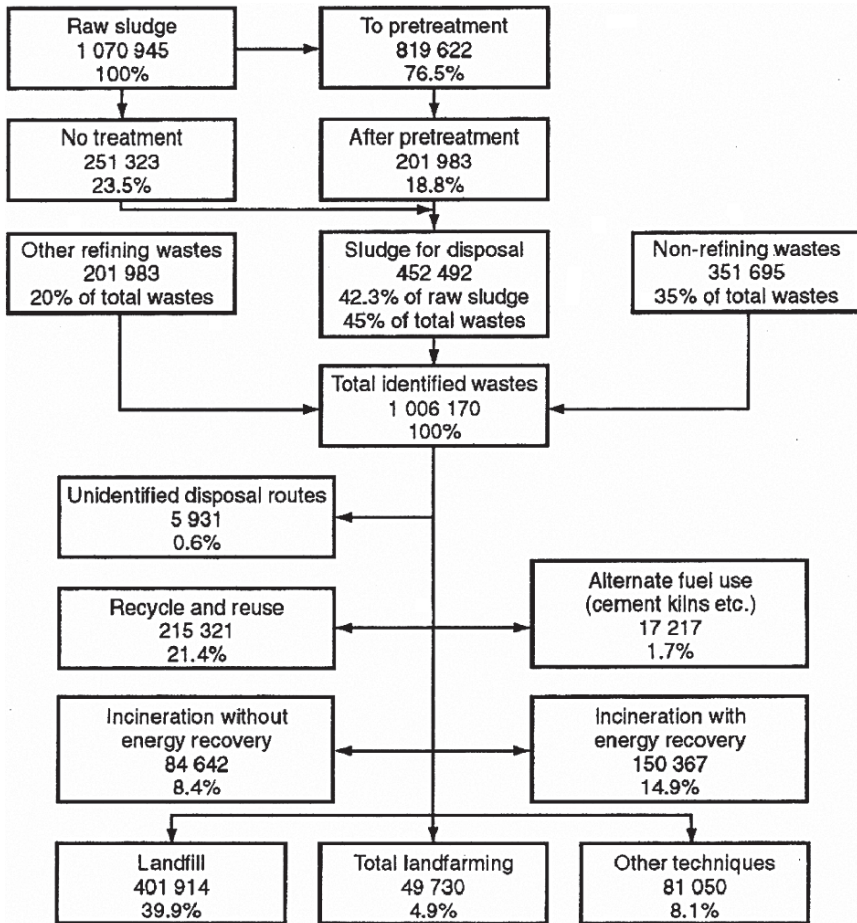 Raw sludge
1 070 945
100%
To pretreatment
819 622
76.5%
No treatment
251 323
23.5%
After pretreatment
201 983
18.8%
Other refining wastes
201 983
20% of total wastes
Sludge for disposal
452 492
42.3% of raw sludge
45% of total wastes
Non-refining wastes
351 695
35% of total wastes
Total identified wastes
1 006 170
100%
Unidentified disposal routes
5 931
0.6%
Recycle and reuse
215 321
21.4%
Alternate fuel use
(cement kilns etc.)
17 217
1.7%
Incineration without
energy recovery
84 642
8.4%
Incineration with
energy recovery
150 367
14.9%
Landfill
401 914
39.9%
Total landfarming
49 730
4.9%
Other techniques
81 050
8.1%